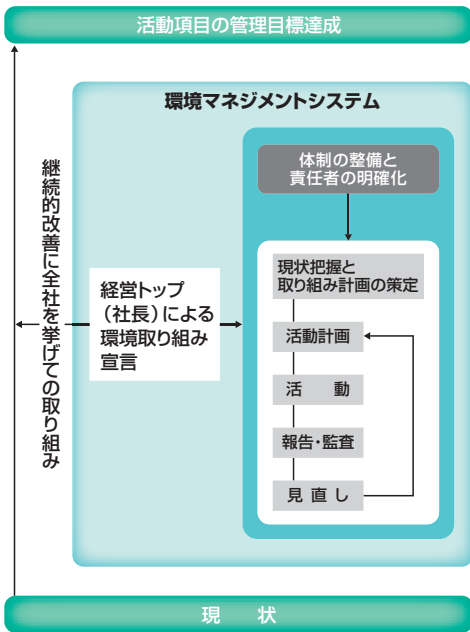 活動項目の管理目標達成
環境マネジメントシステム
体制の整備と
責任者の明確化
継続的改善に全社を挙げての取り組み
経営トップ
（社長）による
環境取り組み
宣言
現状把握と
取り組み計画の策定
活動計画
活　動
報告・監査
見 直 し
現　状